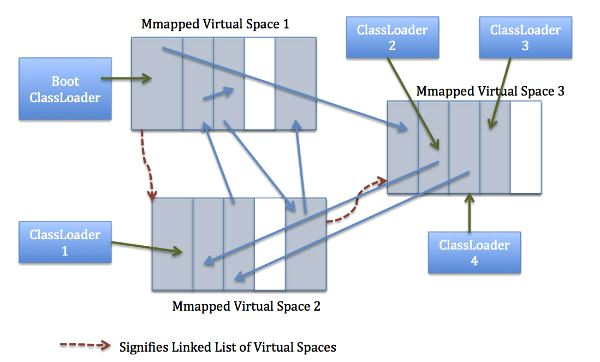 Mmapped Virtual Space 1
ClassLoader
2
ClassLoader
3
Boot
ClassLoader
Mmapped Virtual Space 3
ClassLoader
1
ClassLoader
4
Mmapped Virtual Space 2
Signifies Linked List of Virtual Spaces